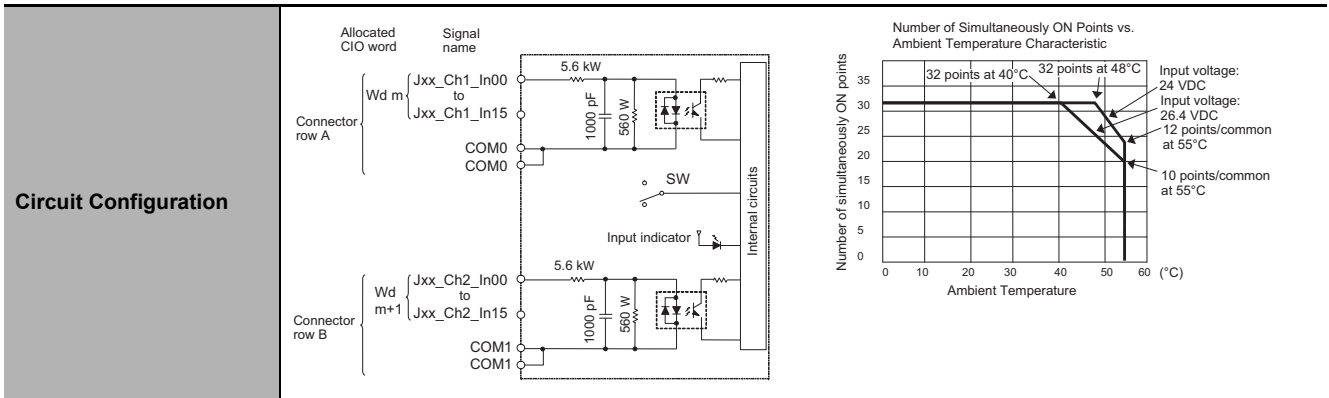 Circuit Configuration
Allocated
CIO word
Signal
name
Connector
row A
Wd m
Jxx_Ch1_In00
to
Jxx_Ch1_In15
COM0
COM0
5.6 kW
1000 pF
560 W
SW
Input indicator
Internal circuits
Connector
row B
Wd
m+1
Jxx_Ch2_In00
to
Jxx_Ch2_In15
COM1
COM1
5.6 kW
1000 pF
560 W
Number of Simultaneously ON Points vs.
Ambient Temperature Characteristic
Number of simultaneously ON points
35
30
25
20
15
10
5
0
32 points at 40°C
32 points at 48°C
Input voltage:
24 VDC
Input voltage:
26.4 VDC
12 points/common
at 55°C
10 points/common
at 55°C
0 10 20 30 40 50 60 (°C)
Ambient Temperature